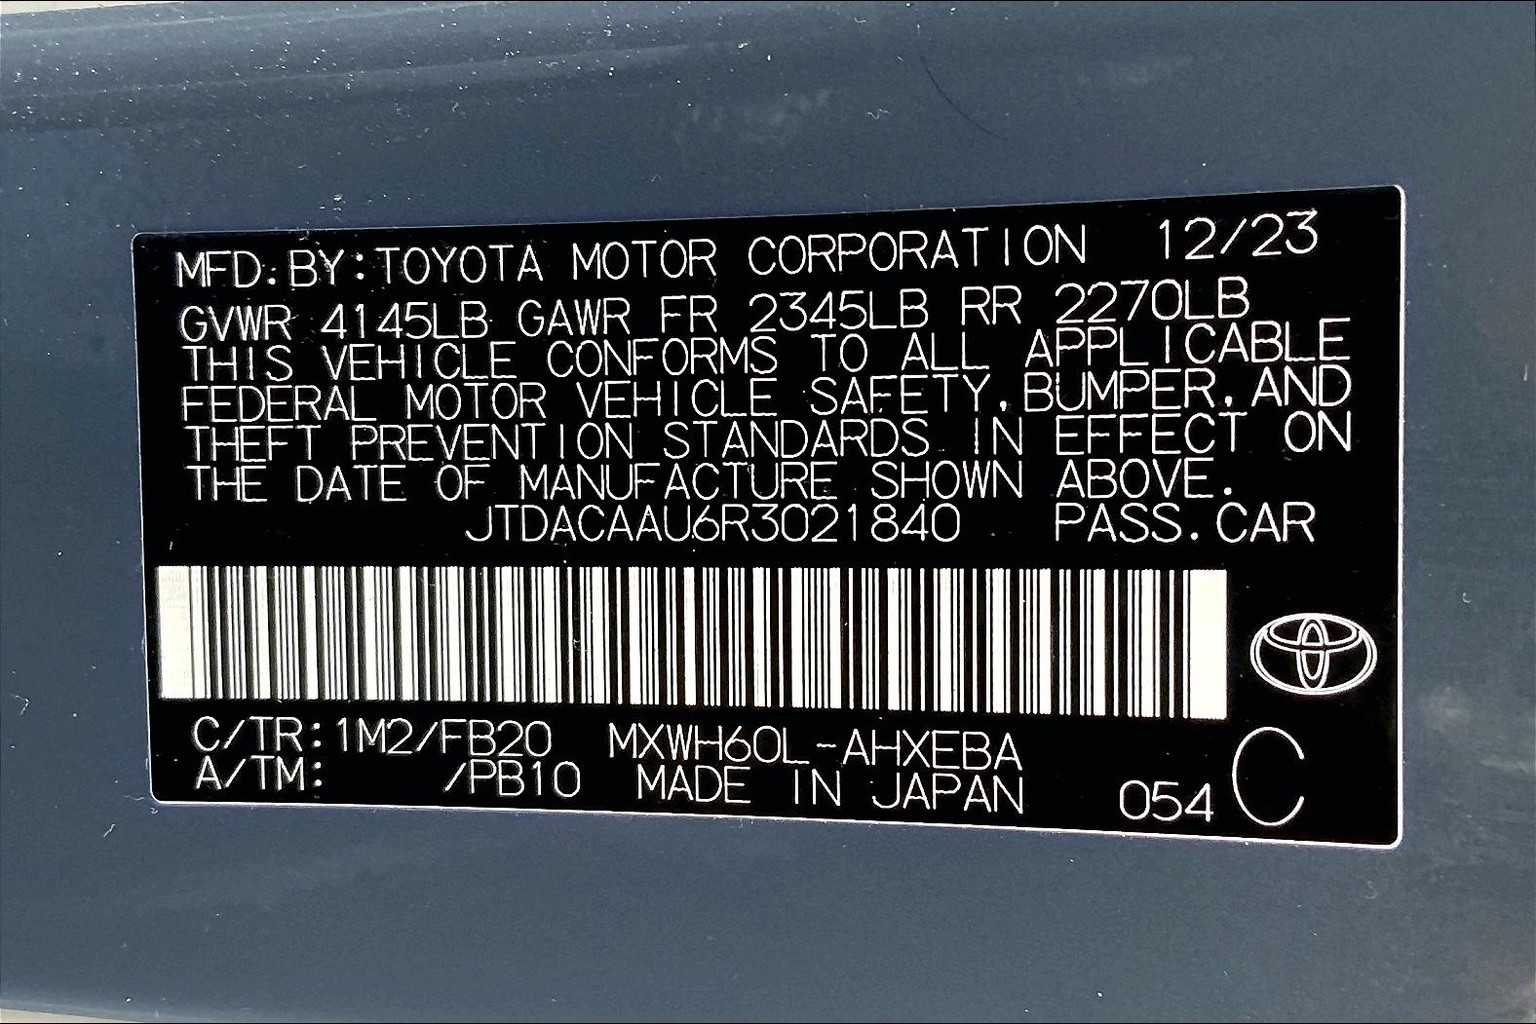 MFD. BY: TOYOTA MOTOR CORPORATION 12/23
GVWR 4145LB GAWR FR 2345LB RR 2270LB
THIS VEHICLE CONFORMS TO ALL APPLICABLE
FEDERAL MOTOR VEHICLE SAFETY, BUMPER, AND
THEFT PREVENTION STANDARDS IN EFFECT ON
THE DATE OF MANUFACTURE SHOWN ABOVE.
JTDACAAU6R3021840 PASS. CAR
C/TR: 1M2/FB20 MXWH60L-AHXEBA
A/TM: /PB10 MADE IN JAPAN 054 C